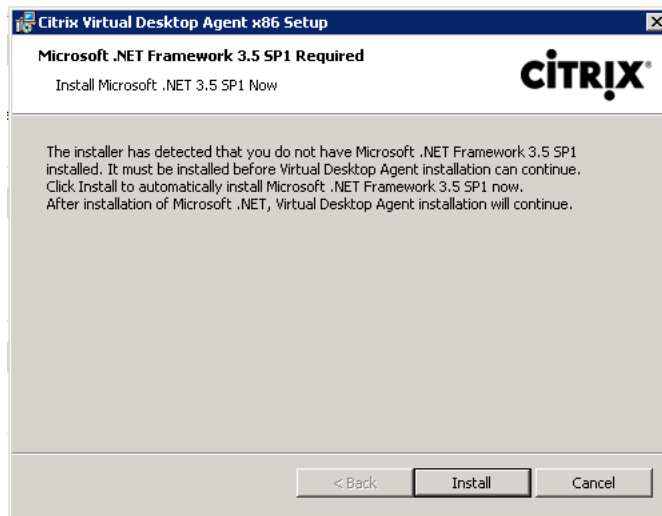 Citrix Virtual Desktop Agent x86 Setup
Microsoft .NET Framework 3.5 SP1 Required
Install Microsoft .NET 3.5 SP1 Now
CİTRIX®
The installer has detected that you do not have Microsoft .NET Framework 3.5 SP1
installed. It must be installed before Virtual Desktop Agent installation can continue.
Click Install to automatically install Microsoft .NET Framework 3.5 SP1 now.
After installation of Microsoft .NET, Virtual Desktop Agent installation will continue.
< Back
Install
Cancel